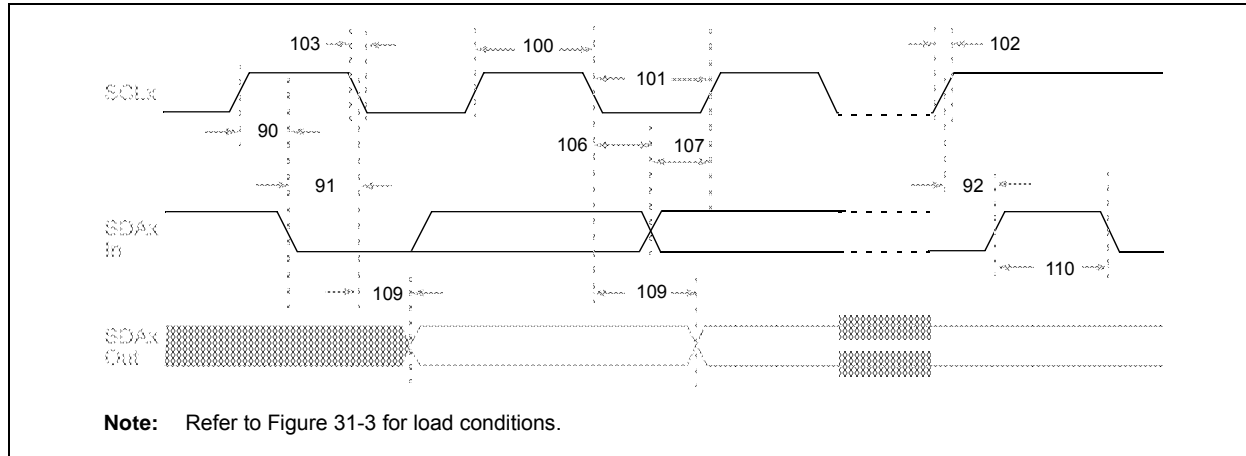 103
100
102
101
SCLx
90
106
107
91
92
SDAx
In
109
109
110
SDAx
Out
Note: Refer to Figure 31-3 for load conditions.